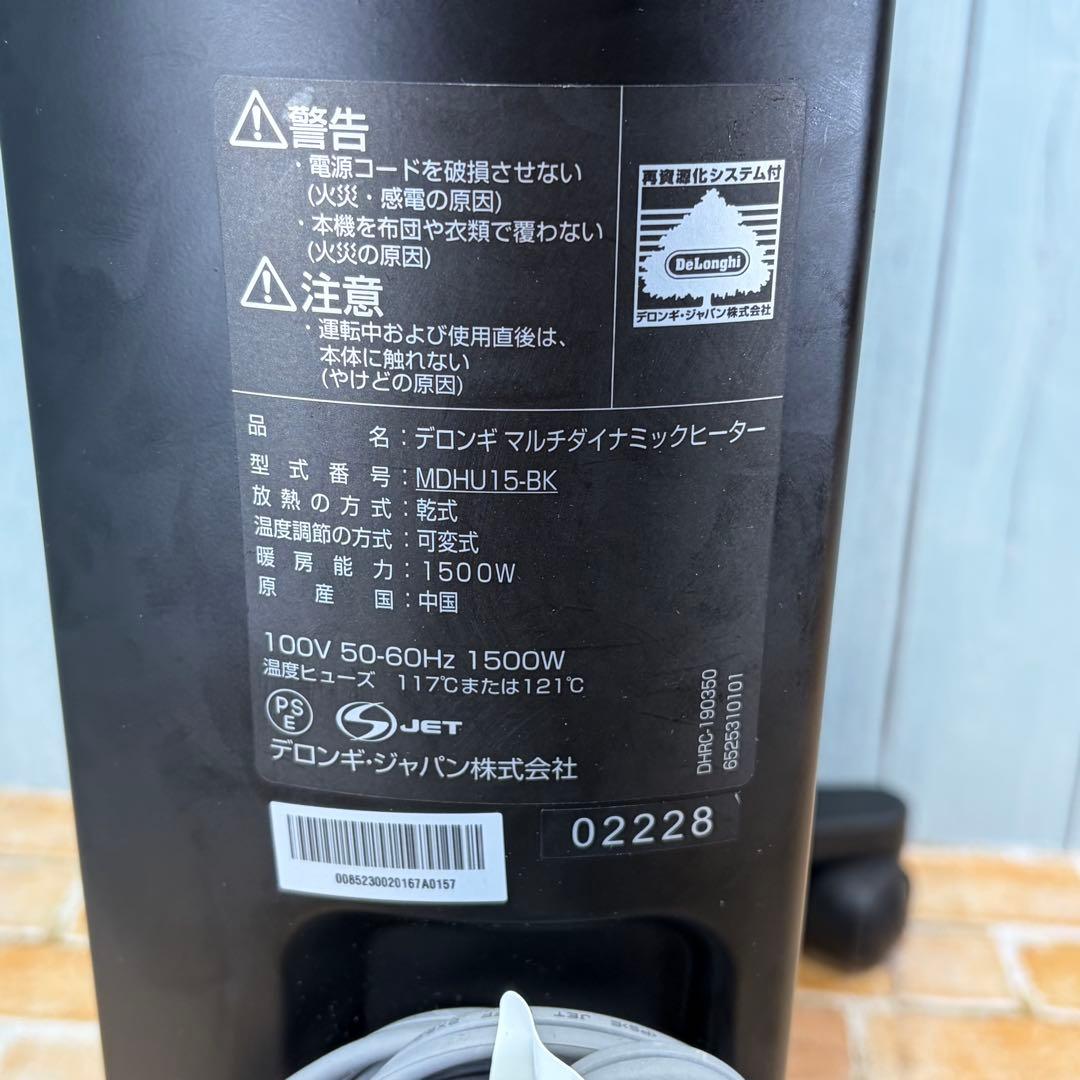 警告
・電源コードを破損させない
(火災・感電の原因)
・本機を布団や衣類で覆わない
(火災の原因)
注意
・運転中および使用直後は、
本体に触れない
(やけどの原因)
再資源化システム付
DeLonghi
デロンギ・ジャパン株式会社
品名：デロンギ マルチダイナミックヒーター
型式番号：MDHU15-BK
放熱の方式：乾式
温度調節の方式：可変式
暖房能力：1500W
原産国：中国
100V 50-60Hz 1500W
温度ヒューズ 117℃または121℃
PSE JET
デロンギ・ジャパン株式会社
DHRC-190350
6525310101
02228
0085230020167A0157
JET